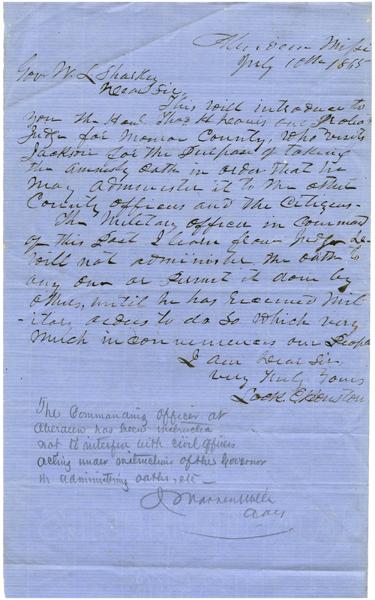 Aberdeen Missi
July 10th 1865
Gov W. L. Sharkey
Dear Sir
This will introduce to
you the Hon Thos H our Probate
Judge for Monroe County, who visits
Jackson for the purpose of taking
the amnesty oath in order that he
may administer it to the other
County officers and the Citizens-
The Military officer in Command
of this Post I learn from Judge
will not administer the oath to
any one or permit it done by
others, until he has received Mil-
-itary orders to do so which very
much inconveniences our people
I am Dear Sir
very truly yours
Lock E Houston
The Commanding Officer at
Aberdeen has been instructed
not to interfere with civil officers
acting under instructions of the Governor
in administering oaths, etc-
J Warren Miller
AAG